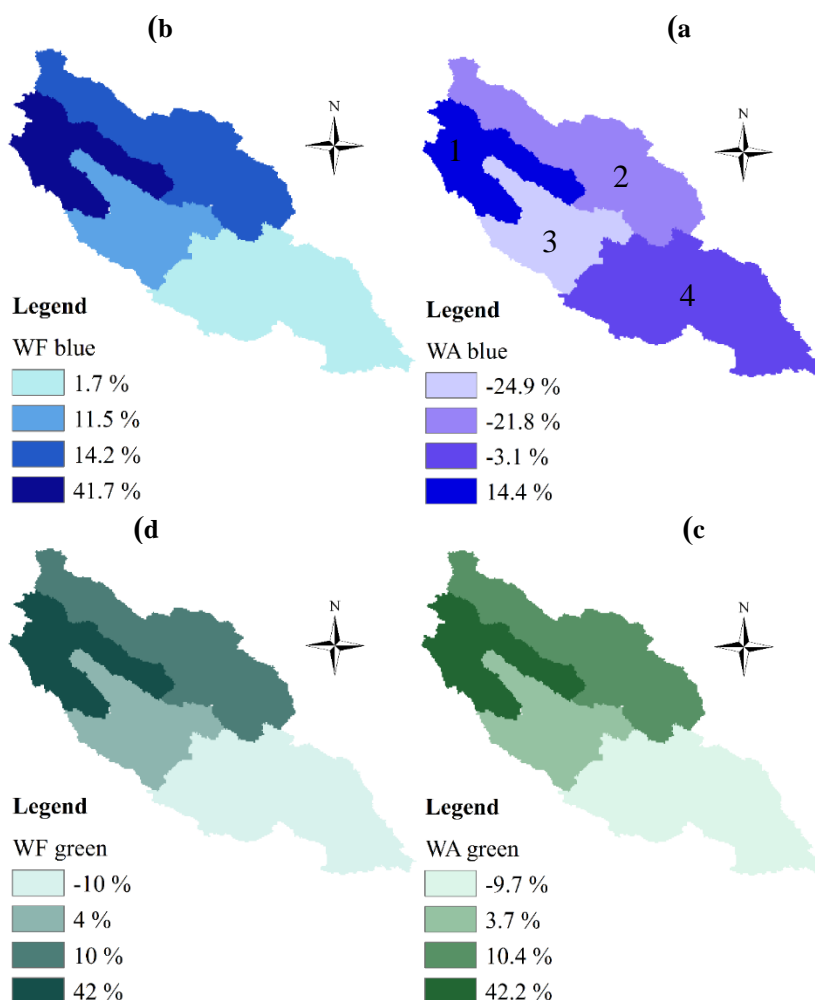 (b
(a
N
N
1
2
3
4
Legend
WF blue
1.7 %
11.5 %
14.2 %
41.7 %
Legend
WA blue
-24.9 %
-21.8 %
-3.1 %
14.4 %
(d
(c
N
N
Legend
WF green
-10 %
4 %
10 %
42 %
Legend
WA green
-9.7 %
3.7 %
10.4 %
42.2 %